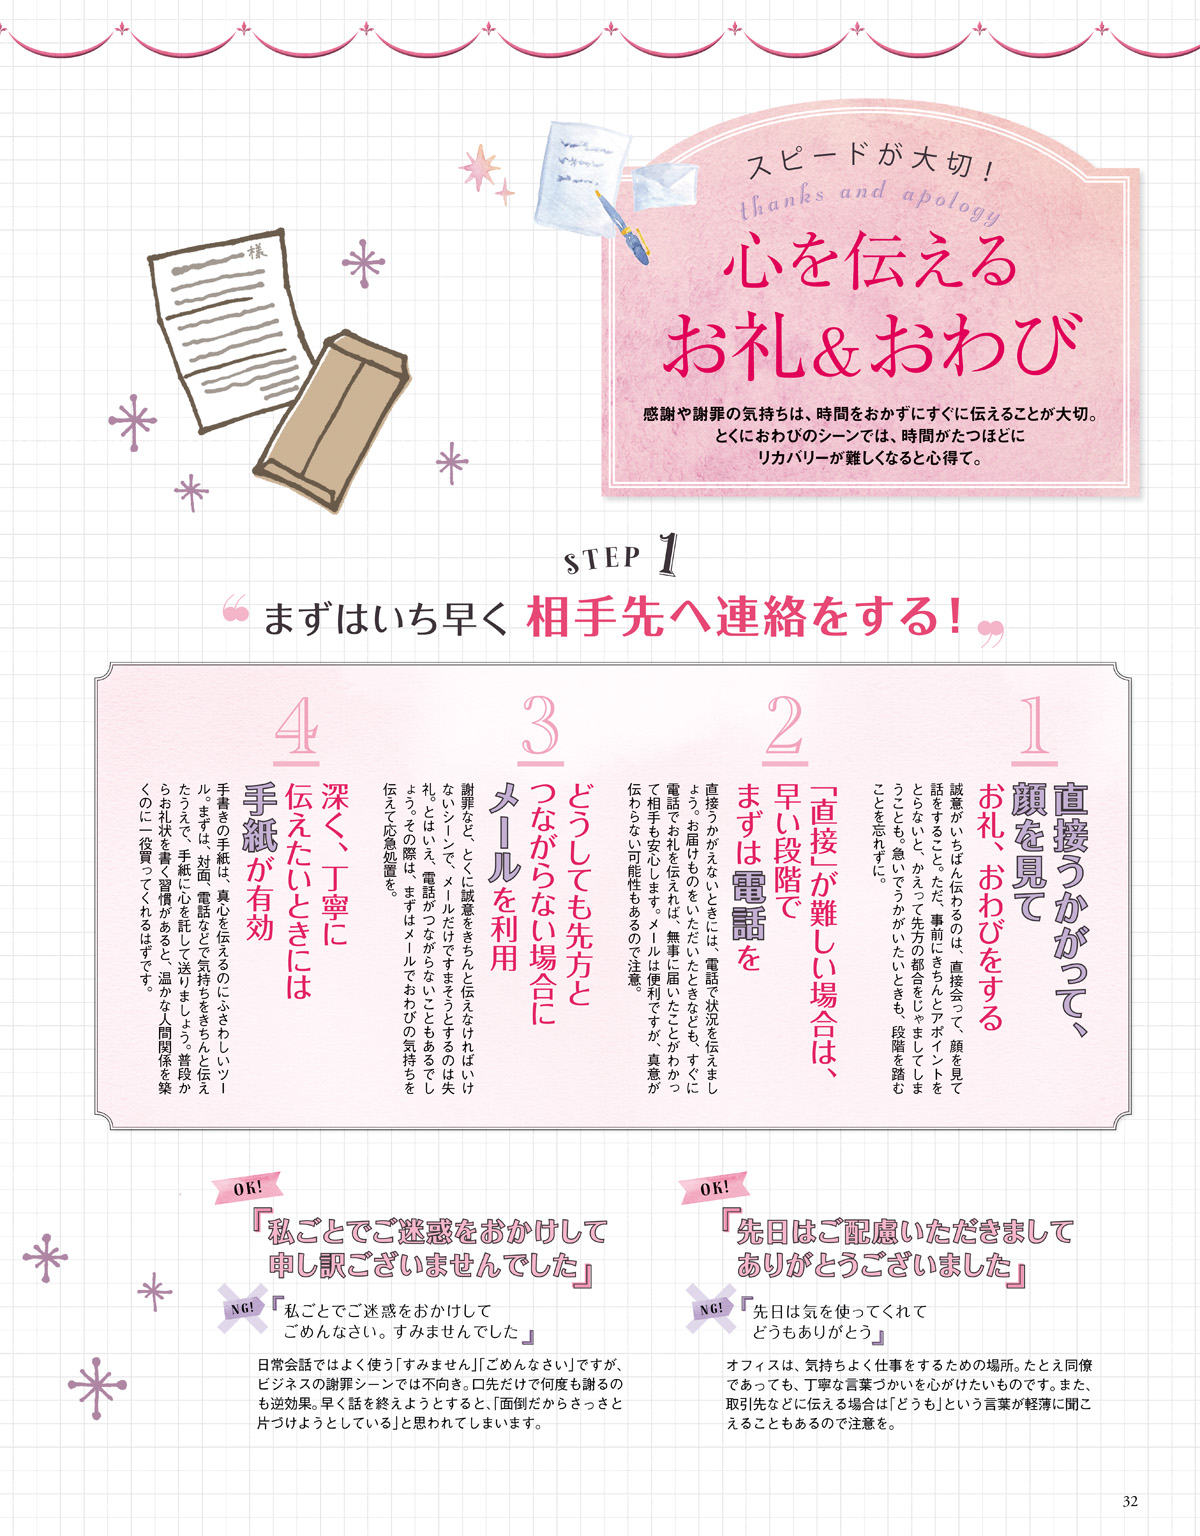 スピードが大切！
thanks and apology
心を伝える
お礼&おわび
感謝や謝罪の気持ちは、時間をおかずにすぐに伝えることが大切。
とくにおわびのシーンでは、時間がたつほどに
リカバリーが難しくなると心得て。
様
STEP 1
❝まずはいち早く 相手先へ連絡をする！❞
1
直接うかがって、
顔を見て
お礼、おわびをする
誠意がいちばん伝わるのは、直接会って、顔を見て
話をすること。ただ、事前にきちんとアポイントを
とらないと、かえって先方の都合をじゃましてしま
うことも。急いでうかがいたいときも、段階を踏む
ことを忘れずに。
2
「直接」が難しい場合は、
早い段階で
まずは電話を
直接うかがえないときには、電話で状況を伝えまし
ょう。お届けものをいただいたときなども、すぐに
電話でお礼を伝えれば、無事に届いたことがわかっ
て相手も安心します。メールは便利ですが、真意が
伝わらない可能性もあるので注意。
3
どうしても先方と
つながらない場合に
メールを利用
謝罪など、とくに誠意をきちんと伝えなければいけ
ないシーンで、メールだけですまそうとするのは失
礼。とはいえ、電話がつながらないこともあるでし
ょう。その際は、まずはメールでおわびの気持ちを
伝えて応急処置を。
4
深く、丁寧に
伝えたいときには
手紙が有効
手書きの手紙は、真心を伝えるのにふさわしいツー
ル。まずは、対面、電話などで気持ちをきちんと伝え
たうえで、手紙に心を託して送りましょう。普段か
らお礼状を書く習慣があると、温かな人間関係を築
くのに一役買ってくれるはずです。
OK!
『私ごとでご迷惑をおかけして
申し訳ございませんでした』
NG!
『私ごとでご迷惑をおかけして
ごめんなさい。すみませんでした』
日常会話ではよく使う「すみません」「ごめんなさい」ですが、
ビジネスの謝罪シーンでは不向き。口先だけで何度も謝るの
も逆効果。早く話を終えようとすると、「面倒だからさっさと
片づけようとしている」と思われてしまいます。
OK!
『先日はご配慮いただきまして
ありがとうございました』
NG!
『先日は気を使ってくれて
どうもありがとう』
オフィスは、気持ちよく仕事をするための場所。たとえ同僚
であっても、丁寧な言葉づかいを心がけたいものです。また、
取引先などに伝える場合は「どうも」という言葉が軽薄に聞こ
えることもあるので注意を。
32